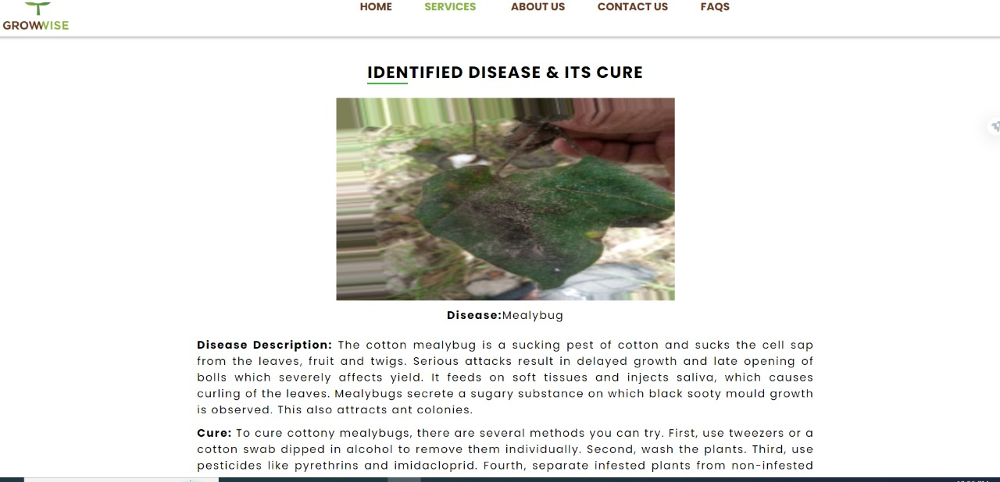 HOME SERVICES ABOUT US CONTACT US FAQS
GROWWISE
IDENTIFIED DISEASE & ITS CURE
Disease:Mealybug
Disease Description: The cotton mealybug is a sucking pest of cotton and sucks the cell sap
from the leaves, fruit and twigs. Serious attacks result in delayed growth and late opening of
bolls which severely affects yield. It feeds on soft tissues and injects saliva, which causes
curling of the leaves. Mealybugs secrete a sugary substance on which black sooty mould growth
is observed. This also attracts ant colonies.
Cure: To cure cottony mealybugs, there are several methods you can try. First, use tweezers or a
cotton swab dipped in alcohol to remove them individually. Second, wash the plants. Third, use
pesticides like pyrethrins and imidacloprid. Fourth, separate infested plants from non-infested